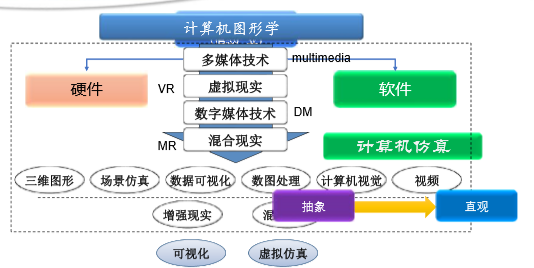 计算机图形学
多媒体技术
multimedia
硬件
VR
虚拟现实
软件
数字媒体技术
DM
MR
混合现实
计算机仿真
三维图形
场景仿真
数据可视化
数图处理
计算机视觉
视频
增强现实
混
抽象
直观
可视化
虚拟仿真